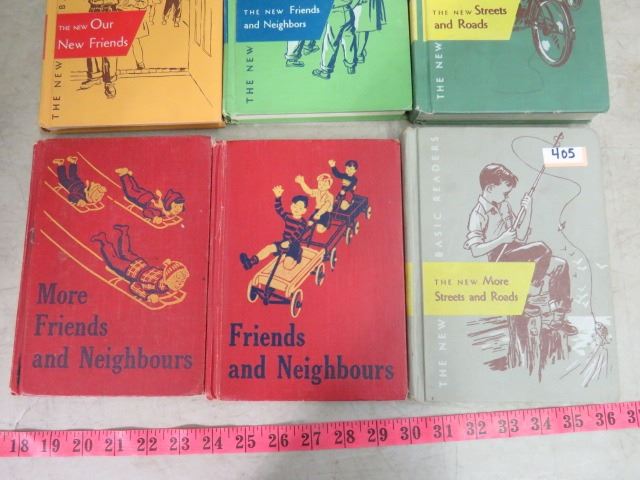 THE NEW B
THE NEW Our
New Friends
THE NEW
THE NEW Friends
and Neighbors
THE NEW
THE NEW Streets
and Roads
More
Friends
and Neighbours
Friends
and Neighbours
THE NEW BASIC READERS
405
THE NEW More
Streets and Roads
18 19 20 21 22 23 24 25 26 27 28 29 30 31 32 33 34 35 36